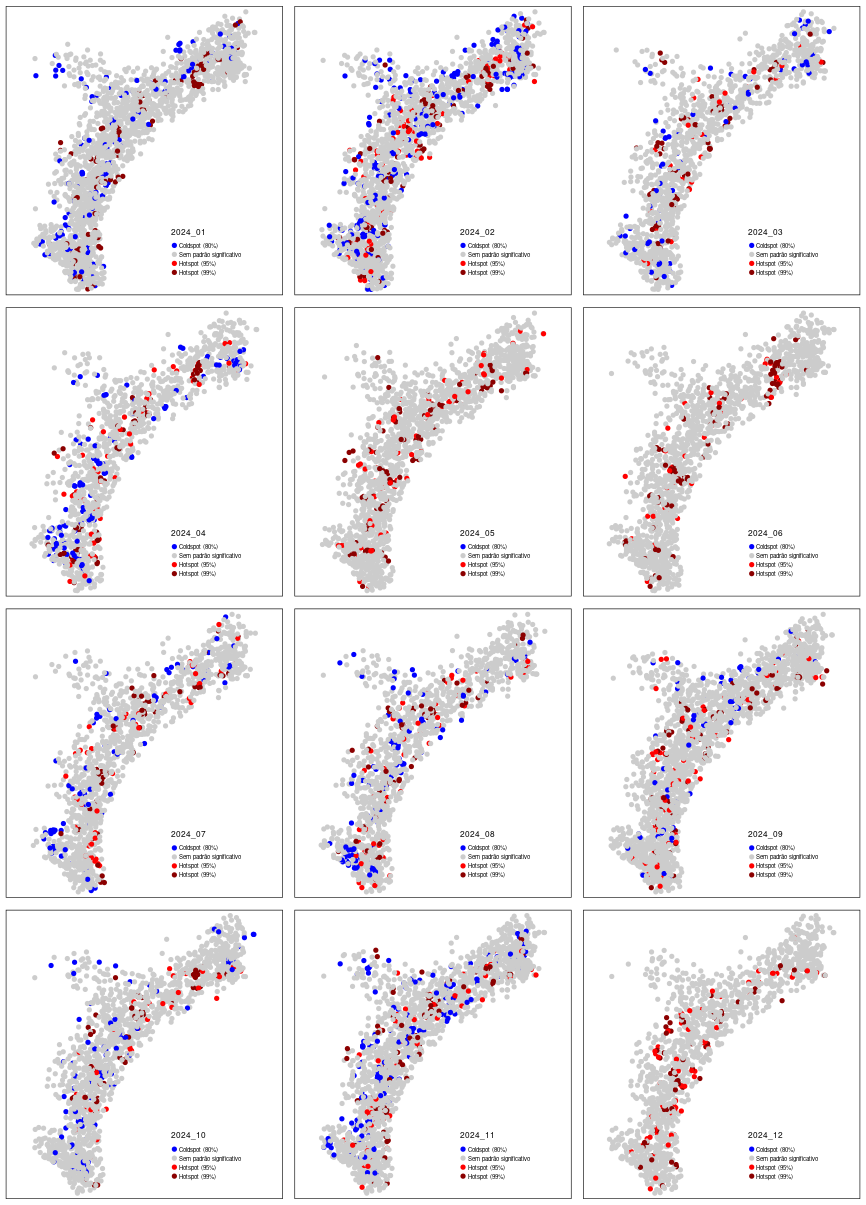 2024_01
Coldspot (80%)
Sem padrão significativo
Hotspot (95%)
Hotspot (99%)
2024_02
Coldspot (80%)
Sem padrão significativo
Hotspot (95%)
Hotspot (99%)
2024_03
Coldspot (80%)
Sem padrão significativo
Hotspot (95%)
Hotspot (99%)
2024_04
Coldspot (80%)
Sem padrão significativo
Hotspot (95%)
Hotspot (99%)
2024_05
Coldspot (80%)
Sem padrão significativo
Hotspot (95%)
Hotspot (99%)
2024_06
Coldspot (80%)
Sem padrão significativo
Hotspot (95%)
Hotspot (99%)
2024_07
Coldspot (80%)
Sem padrão significativo
Hotspot (95%)
Hotspot (99%)
2024_08
Coldspot (80%)
Sem padrão significativo
Hotspot (95%)
Hotspot (99%)
2024_09
Coldspot (80%)
Sem padrão significativo
Hotspot (95%)
Hotspot (99%)
2024_10
Coldspot (80%)
Sem padrão significativo
Hotspot (95%)
Hotspot (99%)
2024_11
Coldspot (80%)
Sem padrão significativo
Hotspot (95%)
Hotspot (99%)
2024_12
Coldspot (80%)
Sem padrão significativo
Hotspot (95%)
Hotspot (99%)